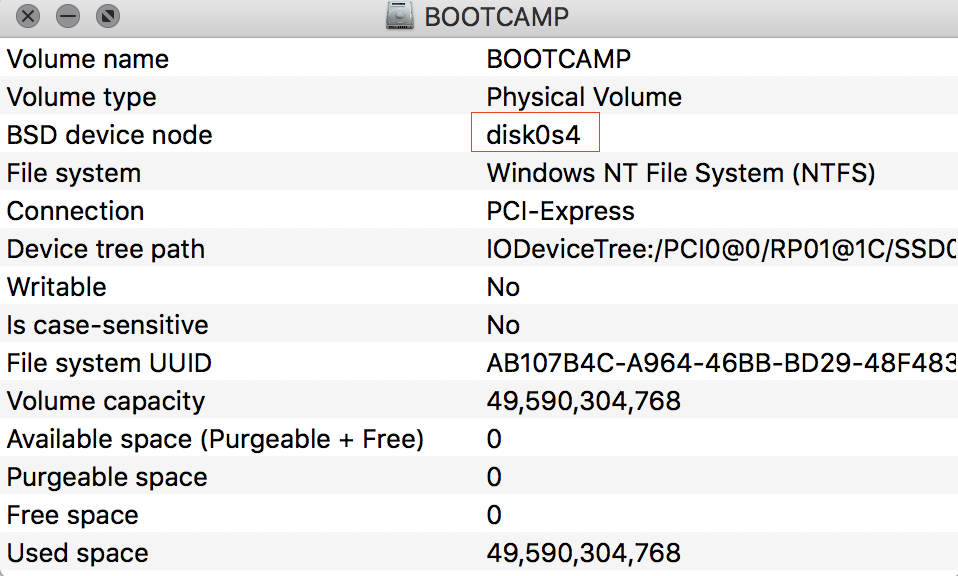 BOOTCAMP
Volume name BOOTCAMP
Volume type Physical Volume
BSD device node disk0s4
File system Windows NT File System (NTFS)
Connection PCI-Express
Device tree path IODeviceTree:/PCI0@0/RP01@1C/SSD0
Writable No
Is case-sensitive No
File system UUID AB107B4C-A964-46BB-BD29-48F483
Volume capacity 49,590,304,768
Available space (Purgeable + Free) 0
Purgeable space 0
Free space 0
Used space 49,590,304,768